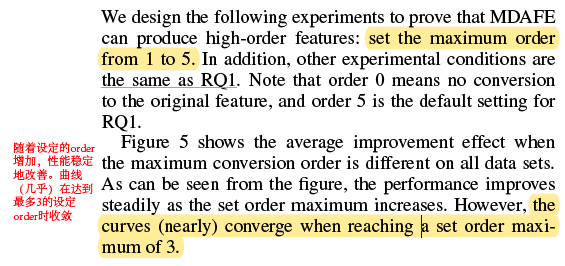 We design the following experiments to prove that MDAFE
can produce high-order features: set the maximum order
from 1 to 5. In addition, other experimental conditions are
the same as RQ1. Note that order 0 means no conversion
to the original feature, and order 5 is the default setting for
RQ1.
Figure 5 shows the average improvement effect when
the maximum conversion order is different on all data sets.
As can be seen from the figure, the performance improves
steadily as the set order maximum increases. However, the
curves (nearly) converge when reaching a set order maxi-
mum of 3.
随着设定的order
增加，性能稳定
地改善。曲线
（几乎）在达到
最多3的设定
order时收敛